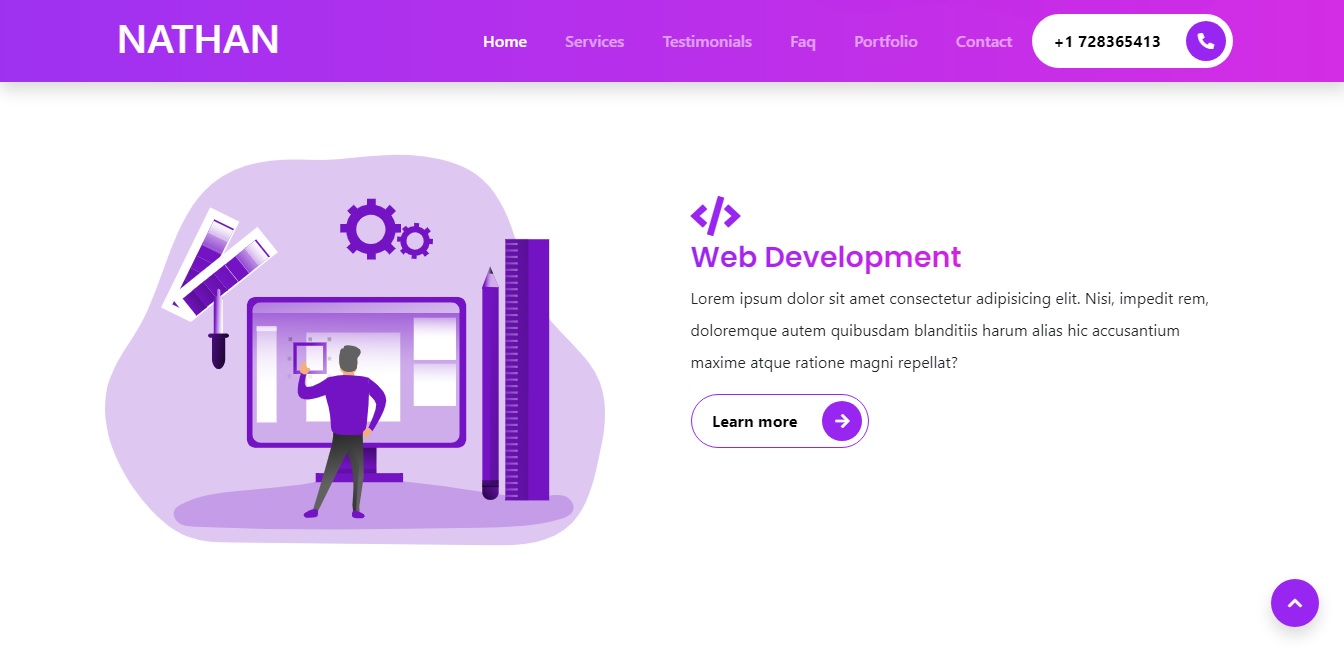 NATHAN
Home Services Testimonials Faq Portfolio Contact +1 728365413
</>
Web Development
Lorem ipsum dolor sit amet consectetur adipisicing elit. Nisi, impedit rem,
doloremque autem quibusdam blanditiis harum alias hic accusantium
maxime atque ratione magni repellat?
Learn more